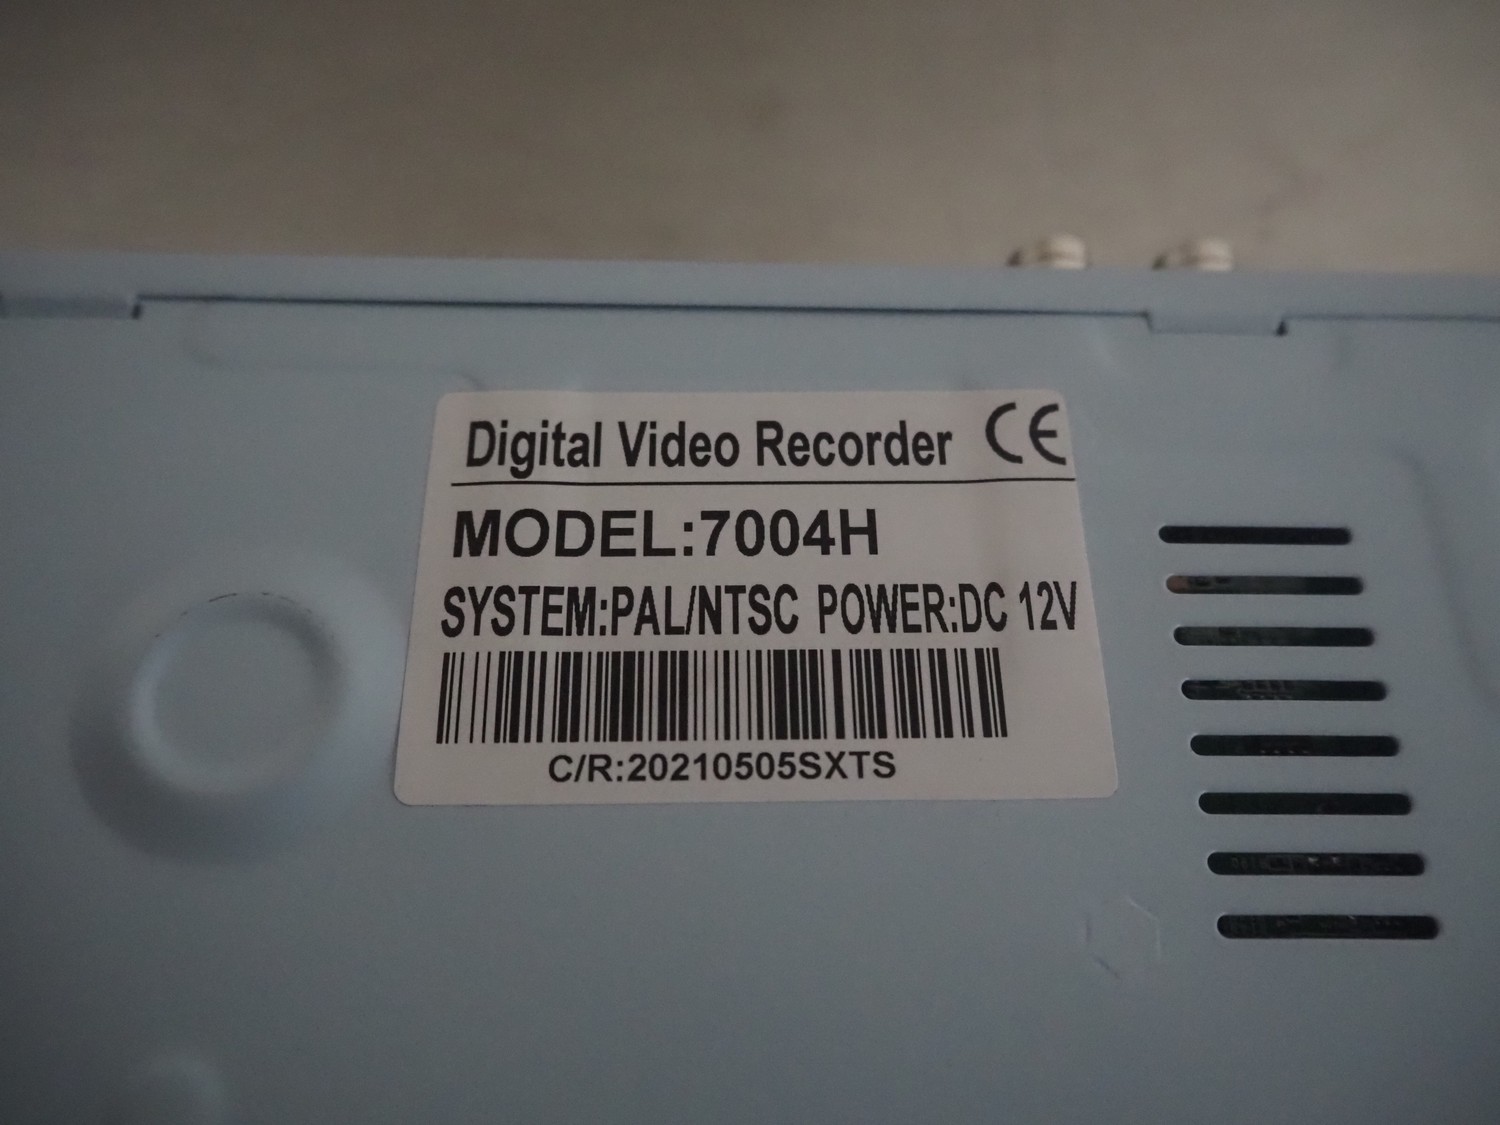 Digital Video Recorder CE
MODEL:7004H
SYSTEM:PAL/NTSC POWER:DC 12V
C/R:20210505SXTS